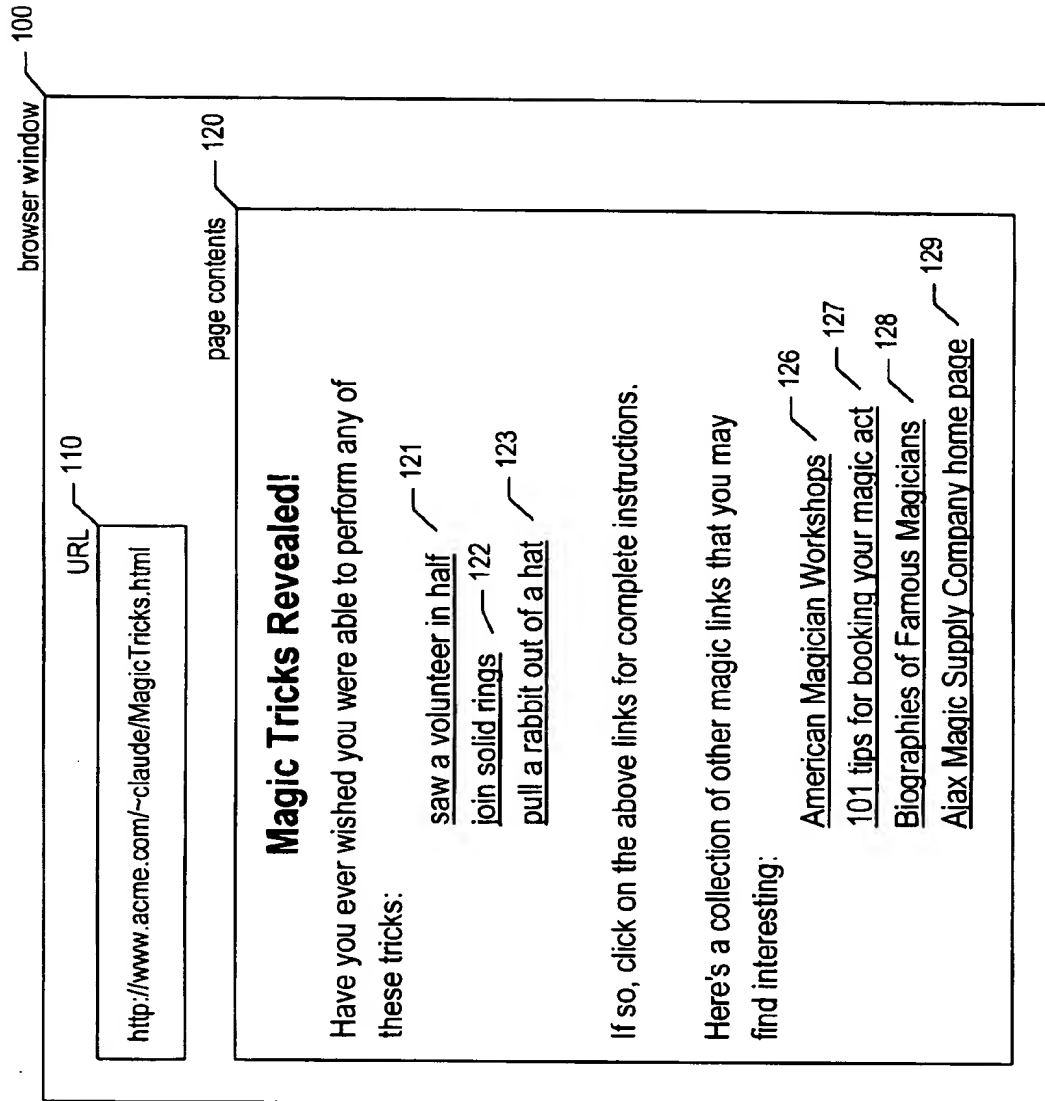 browser window 100
URL 110
http://www.acme.com/~claude/MagicTricks.html
page contents 120
Magic Tricks Revealed!
Have you ever wished you were able to perform any of
these tricks:
saw a volunteer in half 121
join solid rings 122
pull a rabbit out of a hat 123
If so, click on the above links for complete instructions.
Here's a collection of other magic links that you may
find interesting:
American Magician Workshops 126
101 tips for booking your magic act 127
Biographies of Famous Magicians 128
Ajax Magic Supply Company home page 129